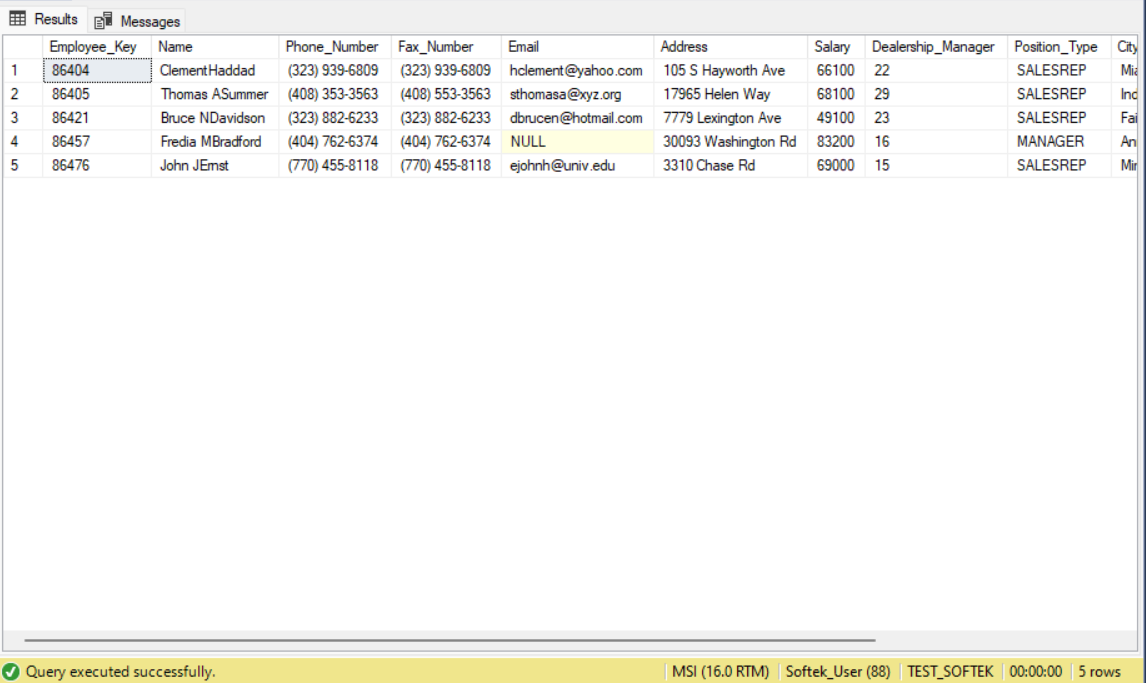 Results Messages
Employee_Key Name Phone_Number Fax_Number Email Address Salary Dealership_Manager Position_Type City
1 86404 ClementHaddad (323) 939-6809 (323) 939-6809 hclement@yahoo.com 105 S Hayworth Ave 66100 22 SALESREP Mia
2 86405 Thomas ASummer (408) 353-3563 (408) 553-3563 sthomasa@xyz.org 17965 Helen Way 68100 29 SALESREP Ind
3 86421 Bruce NDavidson (323) 882-6233 (323) 882-6233 dbrucen@hotmail.com 7779 Lexington Ave 49100 23 SALESREP Fai
4 86457 Fredia MBradford (404) 762-6374 (404) 762-6374 NULL 30093 Washington Rd 83200 16 MANAGER An
5 86476 John JErnst (770) 455-8118 (770) 455-8118 ejohnh@univ.edu 3310 Chase Rd 69000 15 SALESREP
Query executed successfully. MSI (16.0 RTM) Softek_User (88) TEST_SOFTEK 00:00:00 5 rows